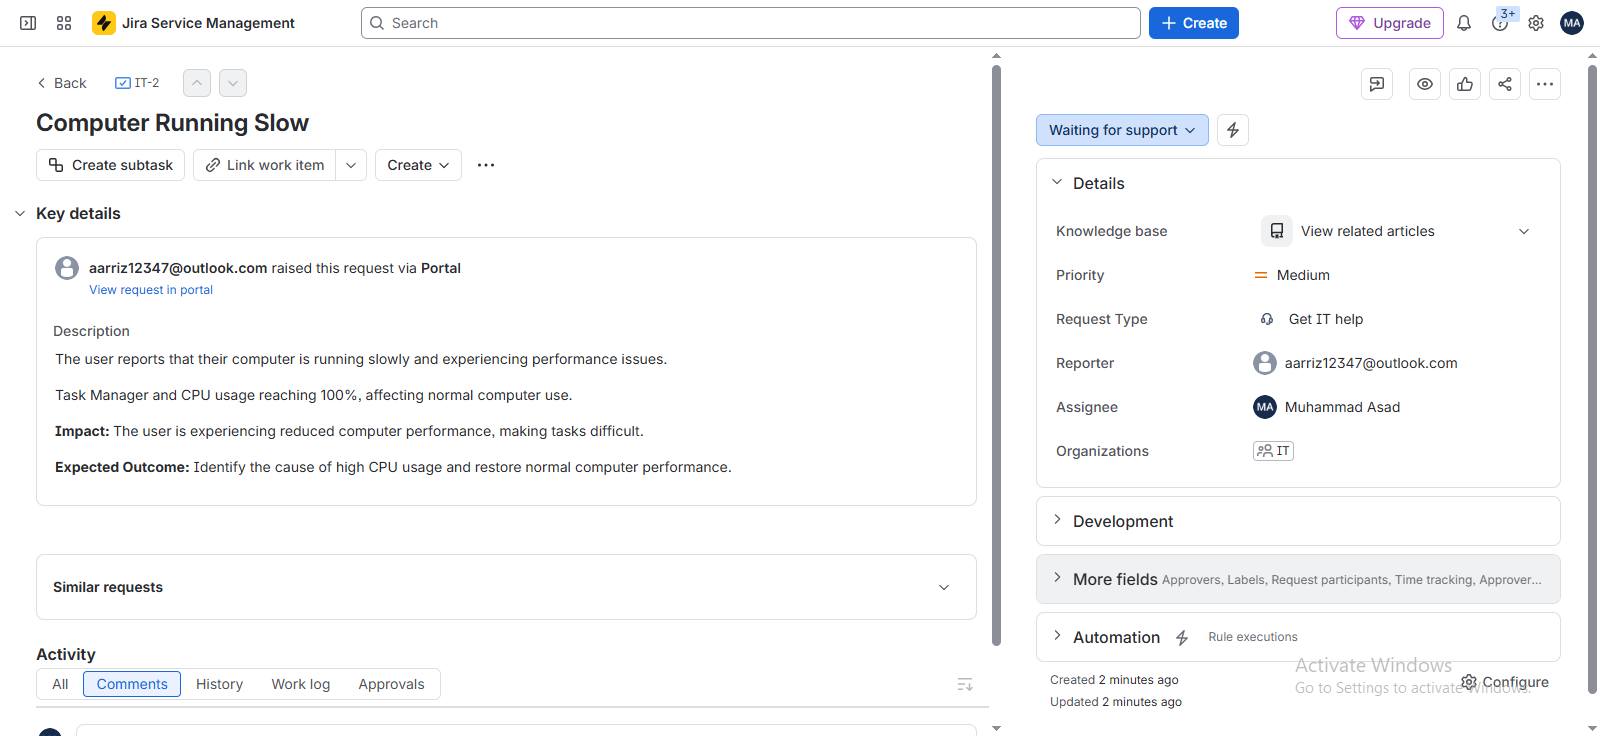 Jira Service Management
Search
Create
Upgrade
3+
MA
Back
IT-2
Computer Running Slow
Create subtask
Link work item
Create
Key details
aarriz12347@outlook.com raised this request via Portal
View request in portal
Description
The user reports that their computer is running slowly and experiencing performance issues.
Task Manager and CPU usage reaching 100%, affecting normal computer use.
Impact: The user is experiencing reduced computer performance, making tasks difficult.
Expected Outcome: Identify the cause of high CPU usage and restore normal computer performance.
Similar requests
Activity
All
Comments
History
Work log
Approvals
Waiting for support
Details
Knowledge base
View related articles
Priority
Medium
Request Type
Get IT help
Reporter
aarriz12347@outlook.com
Assignee
MA
Muhammad Asad
Organizations
IT
Development
More fields Approvers, Labels, Request participants, Time tracking, Approver...
Automation
Rule executions
Created 2 minutes ago
Updated 2 minutes ago
Configure
Activate Windows
Go to Settings to activate Windows.